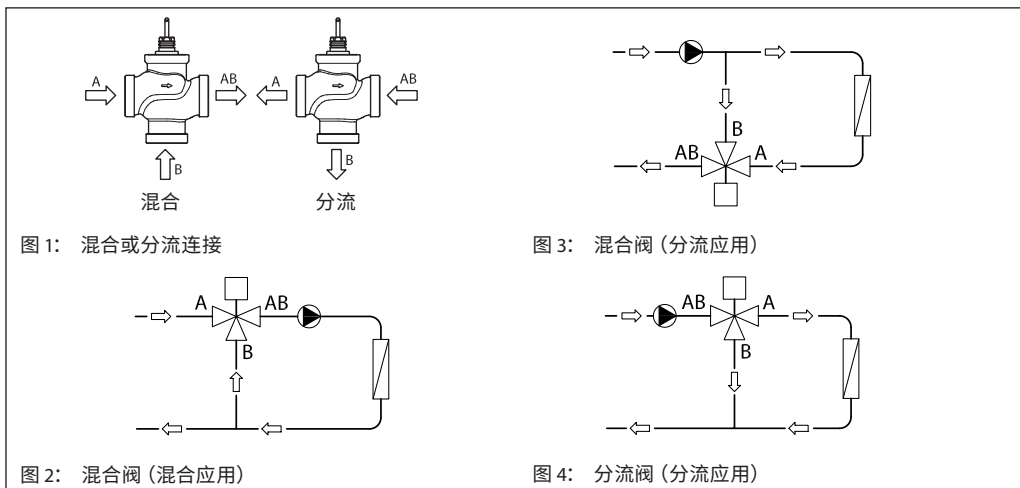 A
AB
A
AB
B
B
混合
分流
图 1： 混合或分流连接
B
AB
A
图 3： 混合阀（分流应用）
A
AB
B
图 2： 混合阀（混合应用）
AB
A
B
图 4： 分流阀（分流应用）